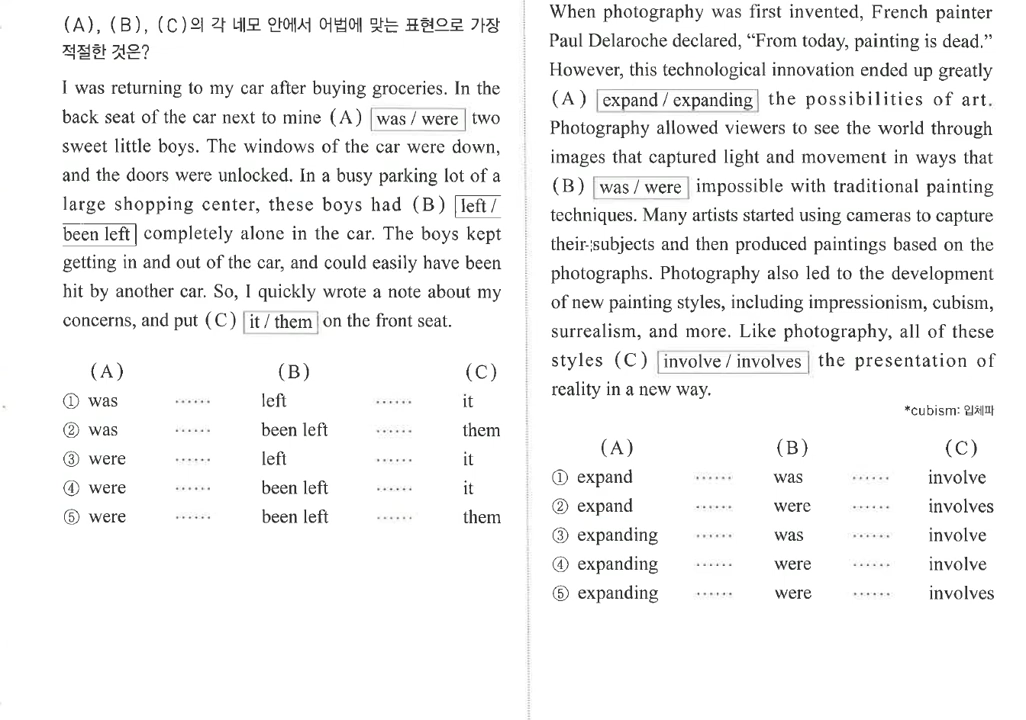 (A), (B), (C)의 각 네모 안에서 어법에 맞는 표현으로 가장
적절한 것은?
I was returning to my car after buying groceries. In the
back seat of the car next to mine (A) was / were two
sweet little boys. The windows of the car were down,
and the doors were unlocked. In a busy parking lot of a
large shopping center, these boys had (B) left /
been left completely alone in the car. The boys kept
getting in and out of the car, and could easily have been
hit by another car. So, I quickly wrote a note about my
concerns, and put (C) it / them on the front seat.
(A) (B) (C)
① was ...... left ...... it
② was ...... been left ...... them
③ were ...... left ...... it
④ were ...... been left ...... it
⑤ were ...... been left ...... them
When photography was first invented, French painter
Paul Delaroche declared, “From today, painting is dead.”
However, this technological innovation ended up greatly
(A) expand / expanding the possibilities of art.
Photography allowed viewers to see the world through
images that captured light and movement in ways that
(B) was / were impossible with traditional painting
techniques. Many artists started using cameras to capture
their subjects and then produced paintings based on the
photographs. Photography also led to the development
of new painting styles, including impressionism, cubism,
surrealism, and more. Like photography, all of these
styles (C) involve / involves the presentation of
reality in a new way.
*cubism: 입체파
(A) (B) (C)
① expand ...... was ...... involve
② expand ...... were ...... involves
③ expanding ...... was ...... involve
④ expanding ...... were ...... involve
⑤ expanding ...... were ...... involves